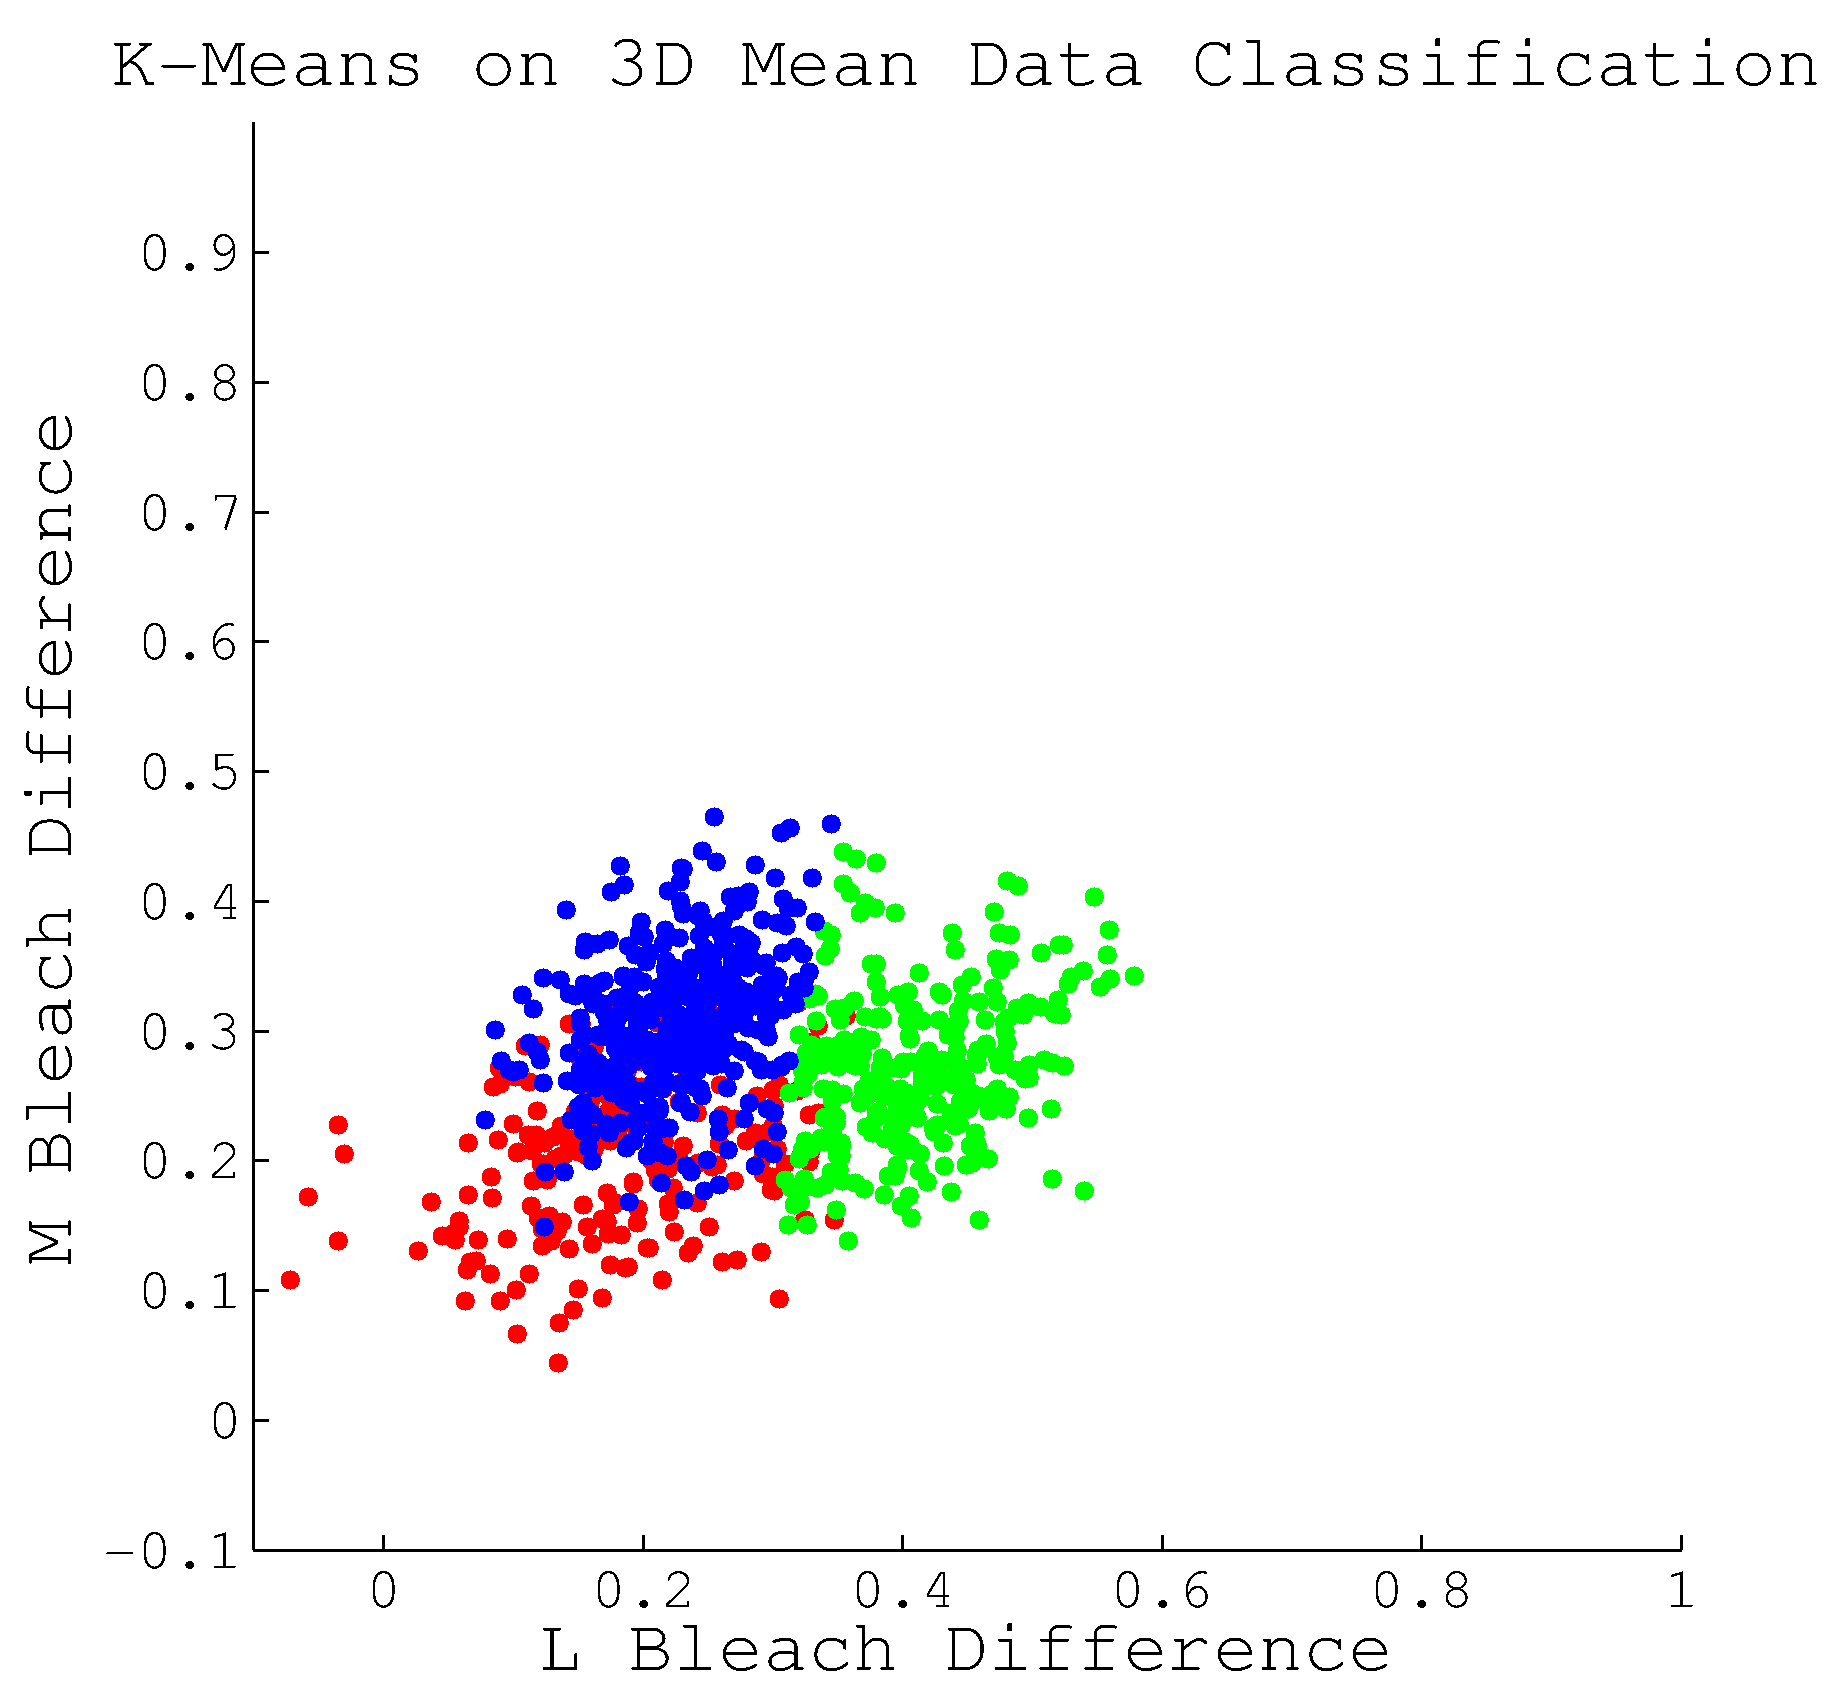 K-Means on 3D Mean Data Classification
M Bleach Difference
0.9
0.8
0.7
0.6
0.5
0.4
0.3
0.2
0.1
0
-0.1
0 0.2 0.4 0.6 0.8 1
L Bleach Difference